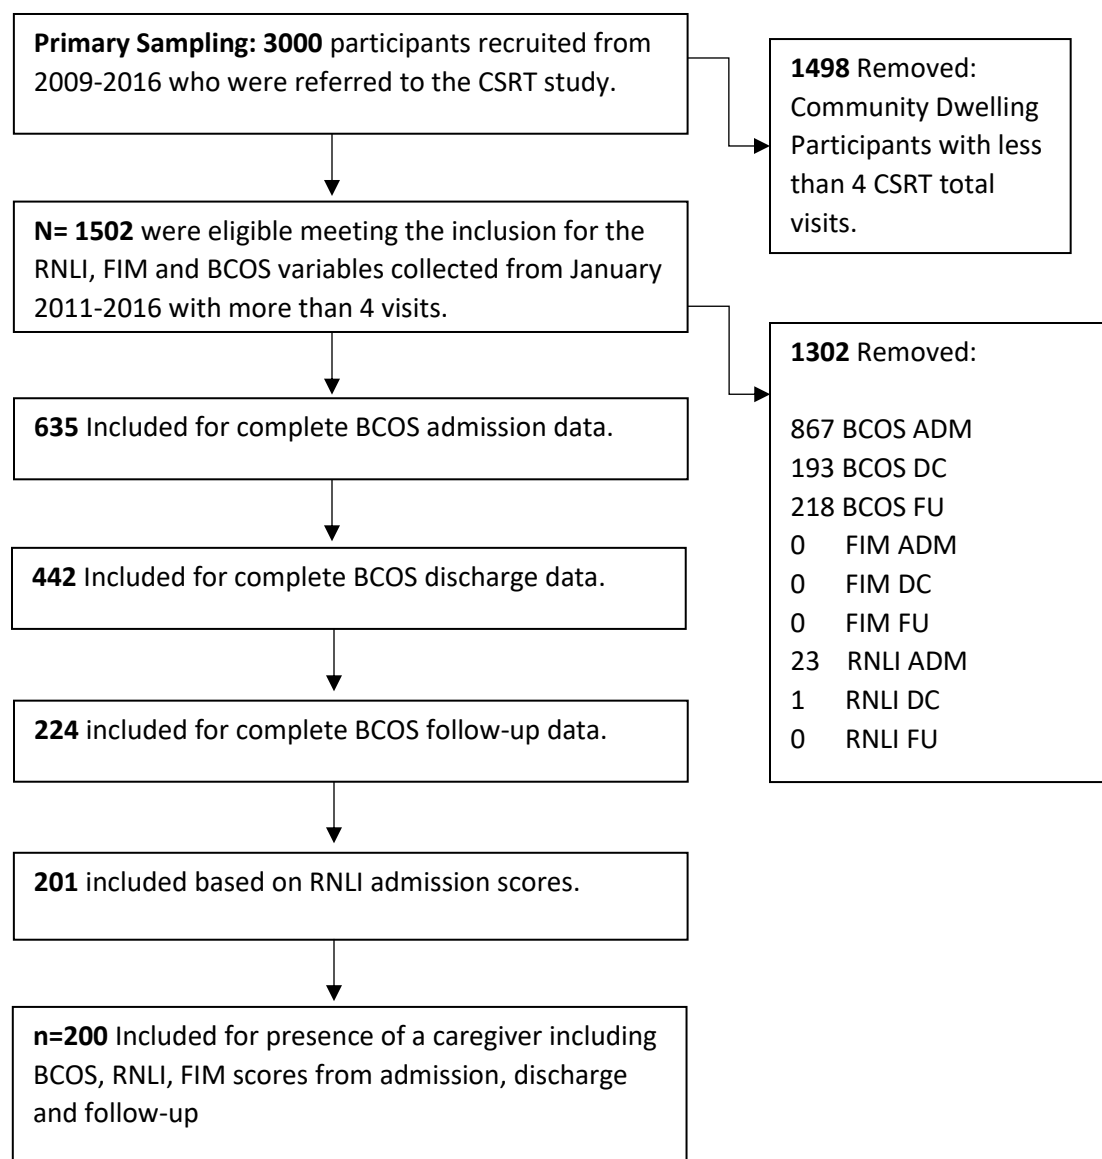 Primary Sampling: 3000 participants recruited from
2009-2016 who were referred to the CSRT study.
1498 Removed:
Community Dwelling
Participants with less
than 4 CSRT total
visits.
N= 1502 were eligible meeting the inclusion for the
RNLI, FIM and BCOS variables collected from January
2011-2016 with more than 4 visits.
1302 Removed:
867 BCOS ADM
193 BCOS DC
218 BCOS FU
0 FIM ADM
0 FIM DC
0 FIM FU
23 RNLI ADM
1 RNLI DC
0 RNLI FU
635 Included for complete BCOS admission data.
442 Included for complete BCOS discharge data.
224 included for complete BCOS follow-up data.
201 included based on RNLI admission scores.
n=200 Included for presence of a caregiver including
BCOS, RNLI, FIM scores from admission, discharge
and follow-up